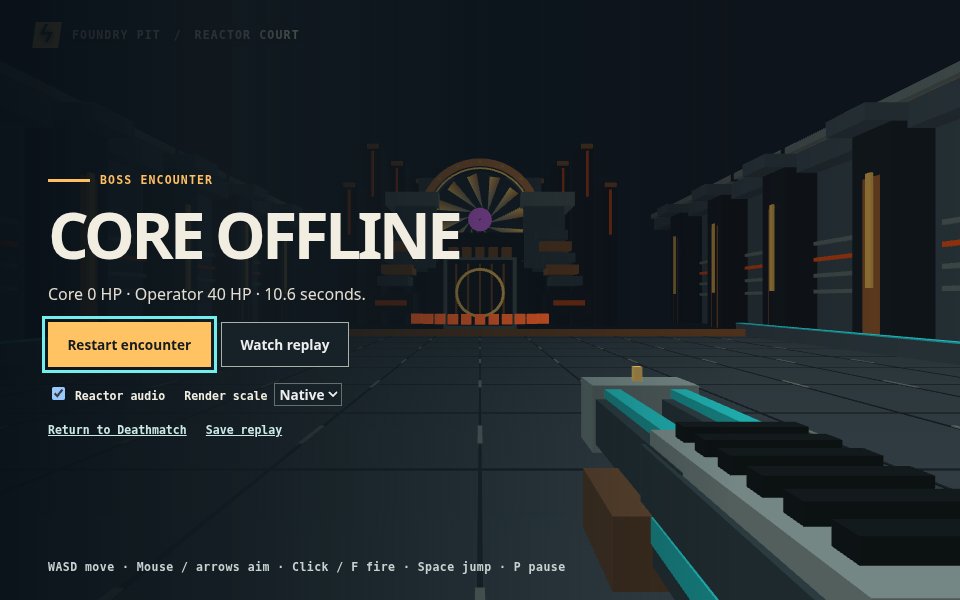 FOUNDRY PIT / REACTOR COURT
BOSS ENCOUNTER
CORE OFFLINE
Core 0 HP · Operator 40 HP · 10.6 seconds.
Restart encounter Watch replay
Reactor audio Render scale Native
Return to Deathmatch Save replay
WASD move · Mouse / arrows aim · Click / F fire · Space jump · P pause